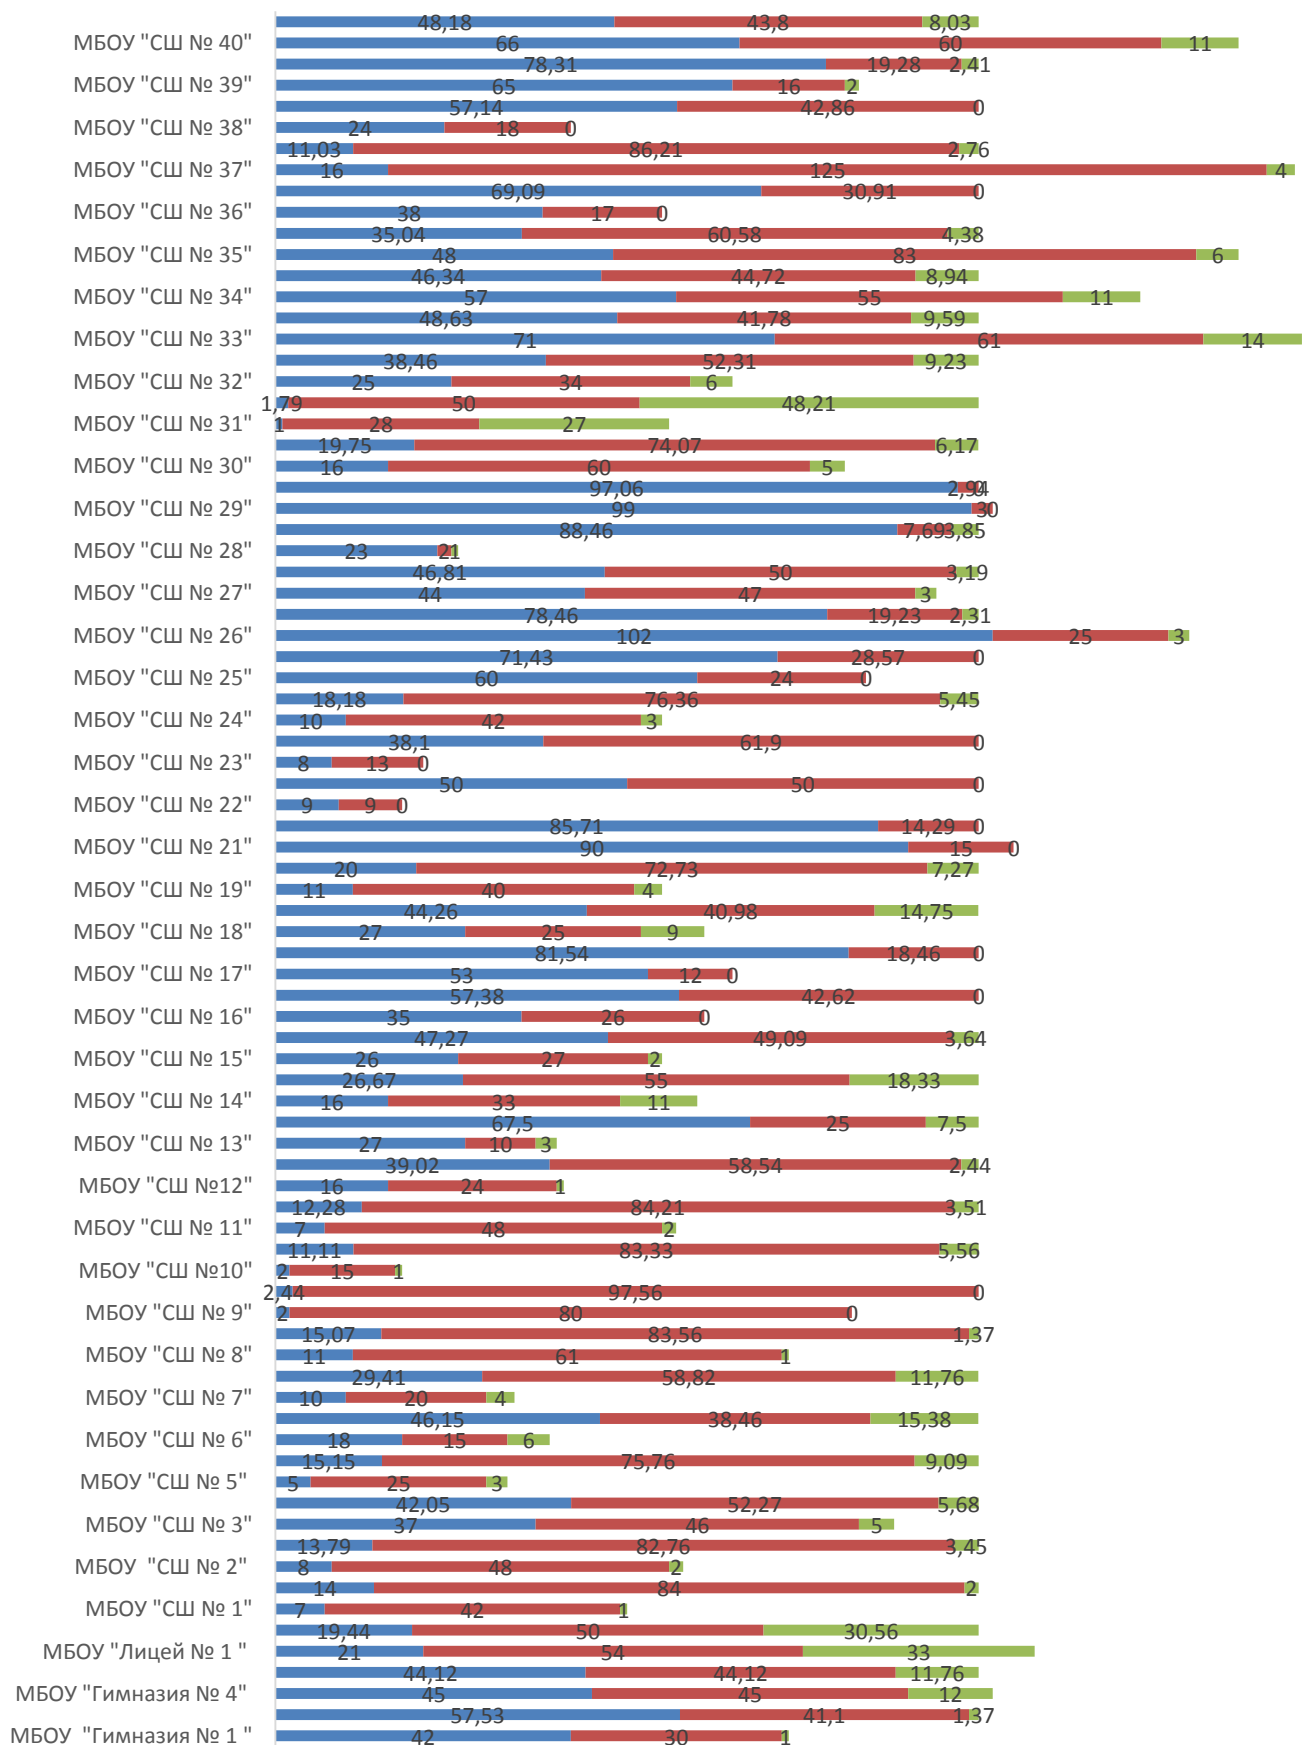 48,18 43,8 8,03
МБОУ "СШ № 40" 66 60 11
78,31 19,28 2,41
МБОУ "СШ № 39" 65 16 2
57,14 42,86 0
МБОУ "СШ № 38" 24 18 0
11,03 86,21 2,76
МБОУ "СШ № 37" 16 125 4
69,09 30,91 0
МБОУ "СШ № 36" 38 17 0
35,04 60,58 4,38
МБОУ "СШ № 35" 48 83 6
46,34 44,72 8,94
МБОУ "СШ № 34" 57 55 11
48,63 41,78 9,59
МБОУ "СШ № 33" 71 61 14
38,46 52,31 9,23
МБОУ "СШ № 32" 25 34 6
1,79 50 48,21
МБОУ "СШ № 31" 1 28 27
19,75 74,07 6,17
МБОУ "СШ № 30" 16 60 5
97,06 2,94 0
МБОУ "СШ № 29" 99 3 0
88,46 7,69 3,85
МБОУ "СШ № 28" 23 2 1
46,81 50 3,19
МБОУ "СШ № 27" 44 47 3
78,46 19,23 2,31
МБОУ "СШ № 26" 102 25 3
71,43 28,57 0
МБОУ "СШ № 25" 60 24 0
18,18 76,36 5,45
МБОУ "СШ № 24" 10 42 3
38,1 61,9 0
МБОУ "СШ № 23" 8 13 0
50 50 0
МБОУ "СШ № 22" 9 9 0
85,71 14,29 0
МБОУ "СШ № 21" 90 15 0
20 72,73 7,27
МБОУ "СШ № 19" 11 40 4
44,26 40,98 14,75
МБОУ "СШ № 18" 27 25 9
81,54 18,46 0
МБОУ "СШ № 17" 53 12 0
57,38 42,62 0
МБОУ "СШ № 16" 35 26 0
47,27 49,09 3,64
МБОУ "СШ № 15" 26 27 2
26,67 55 18,33
МБОУ "СШ № 14" 16 33 11
67,5 25 7,5
МБОУ "СШ № 13" 27 10 3
39,02 58,54 2,44
МБОУ "СШ №12" 16 24 1
12,28 84,21 3,51
МБОУ "СШ № 11" 7 48 2
11,11 83,33 5,56
МБОУ "СШ №10" 2 15 1
2,44 97,56 0
МБОУ "СШ № 9" 2 80 0
15,07 83,56 1,37
МБОУ "СШ № 8" 11 61 1
29,41 58,82 11,76
МБОУ "СШ № 7" 10 20 4
46,15 38,46 15,38
МБОУ "СШ № 6" 18 15 6
15,15 75,76 9,09
МБОУ "СШ № 5" 5 25 3
42,05 52,27 5,68
МБОУ "СШ № 3" 37 46 5
13,79 82,76 3,45
МБОУ  "СШ № 2" 8 48 2
14 84 2
МБОУ "СШ № 1" 7 42 1
19,44 50 30,56
МБОУ "Лицей № 1 " 21 54 33
44,12 44,12 11,76
МБОУ "Гимназия № 4" 45 45 12
57,53 41,1 1,37
МБОУ  "Гимназия № 1 " 42 30 1